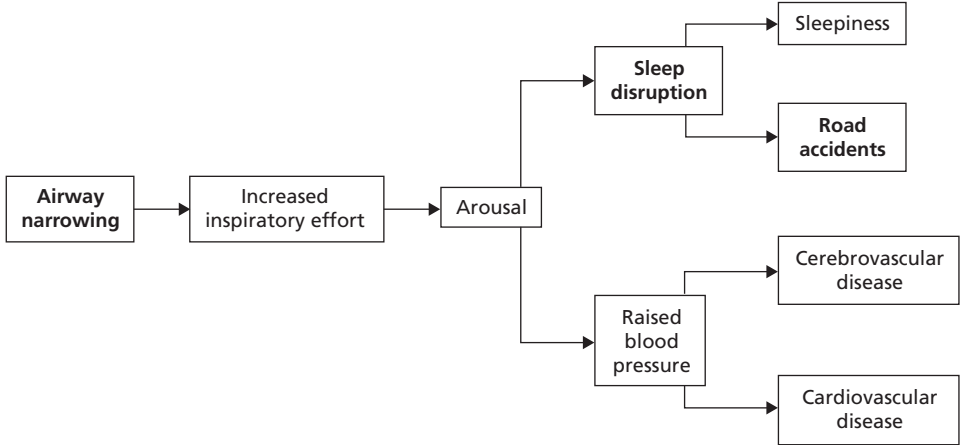 Airway
narrowing
Increased
inspiratory effort
Arousal
Sleep
disruption
Sleepiness
Road
accidents
Raised
blood
pressure
Cerebrovascular
disease
Cardiovascular
disease